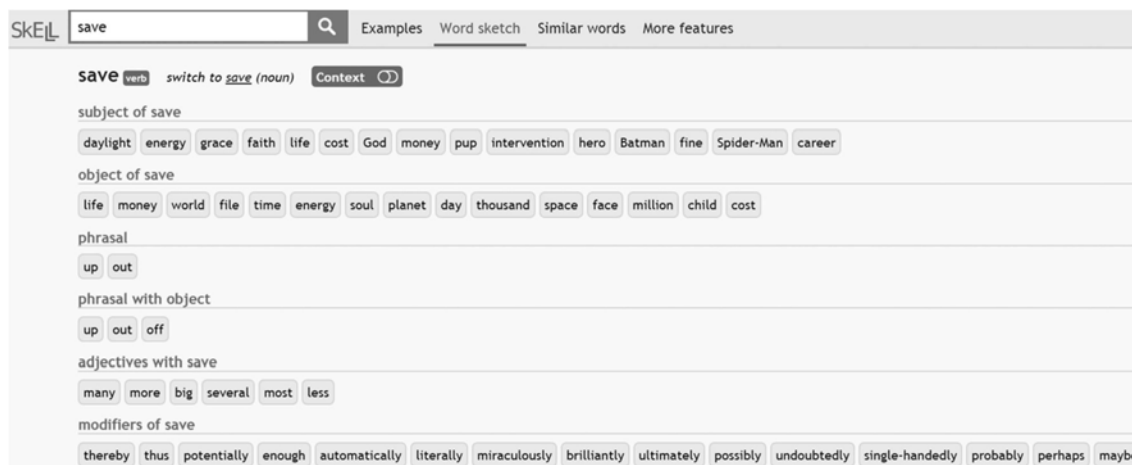 SkELL save Examples Word sketch Similar words More features
save verb switch to save (noun) Context
subject of save
daylight energy grace faith life cost God money pup intervention hero Batman fine Spider-Man career
object of save
life money world file time energy soul planet day thousand space face million child cost
phrasal
up out
phrasal with object
up out off
adjectives with save
many more big several most less
modifiers of save
thereby thus potentially enough automatically literally miraculously brilliantly ultimately possibly undoubtedly single-handedly probably perhaps mayb